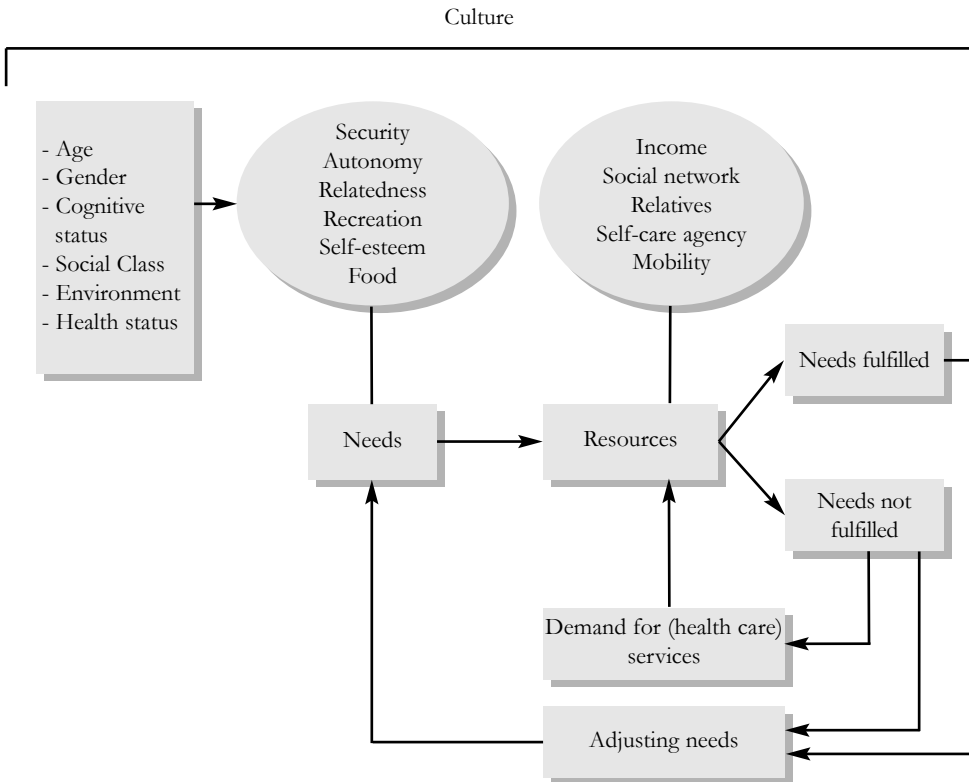 Culture
- Age
- Gender
- Cognitive
status
- Social Class
- Environment
- Health status
Security
Autonomy
Relatedness
Recreation
Self-esteem
Food
Income
Social network
Relatives
Self-care agency
Mobility
Needs
Resources
Needs fulfilled
Needs not
fulfilled
Demand for (health care)
services
Adjusting needs